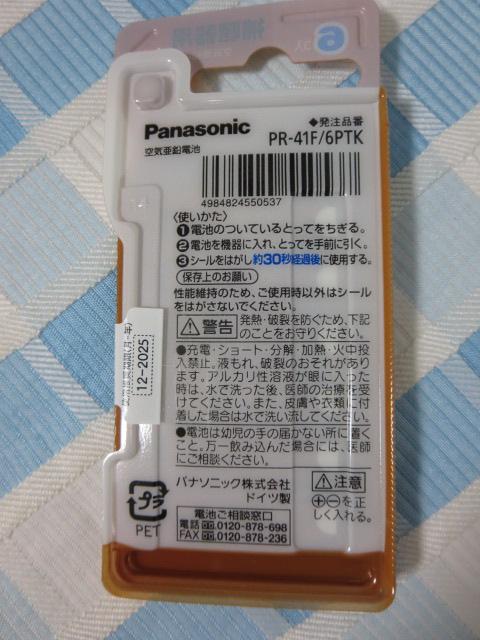 6
Panasonic
空気亜鉛電池
◆発注品番
PR-41F/6PTK
4984824550537
〈使いかた〉
❶電池のついているとってをちぎる。
❷電池を機器に入れ、とってを手前に引く。
❸シールをはがし約30秒経過後に使用する。
保存上のお願い
性能維持のため、ご使用時以外はシール
をはがさないでください。
⚠警告 発熱・破裂を防ぐため、下記
のことをお守りください。
●充電・ショート・分解・加熱・火中投
入禁止。液もれ、破裂のおそれがあり
ます。アルカリ性溶液が眼に入った
時は、水で洗った後、医師の治療を受
けてください。また、皮膚や衣類に付
着した場合は水で洗い流してください。
●電池は幼児の手の届かない所に置く
こと。万一飲み込んだ場合には、医師
にご相談ください。
12-2025
プラ
PET
パナソニック株式会社
ドイツ製
⚠注意
⊕⊖を正
しく入れる。
電池ご相談窓口
電話 0120-878-698
FAX 0120-878-236